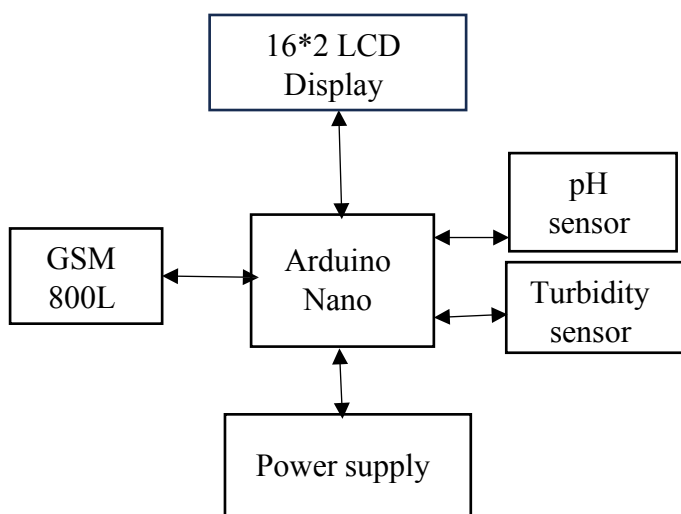 16*2 LCD
Display
pH
sensor
GSM
800L
Arduino
Nano
Turbidity
sensor
Power supply